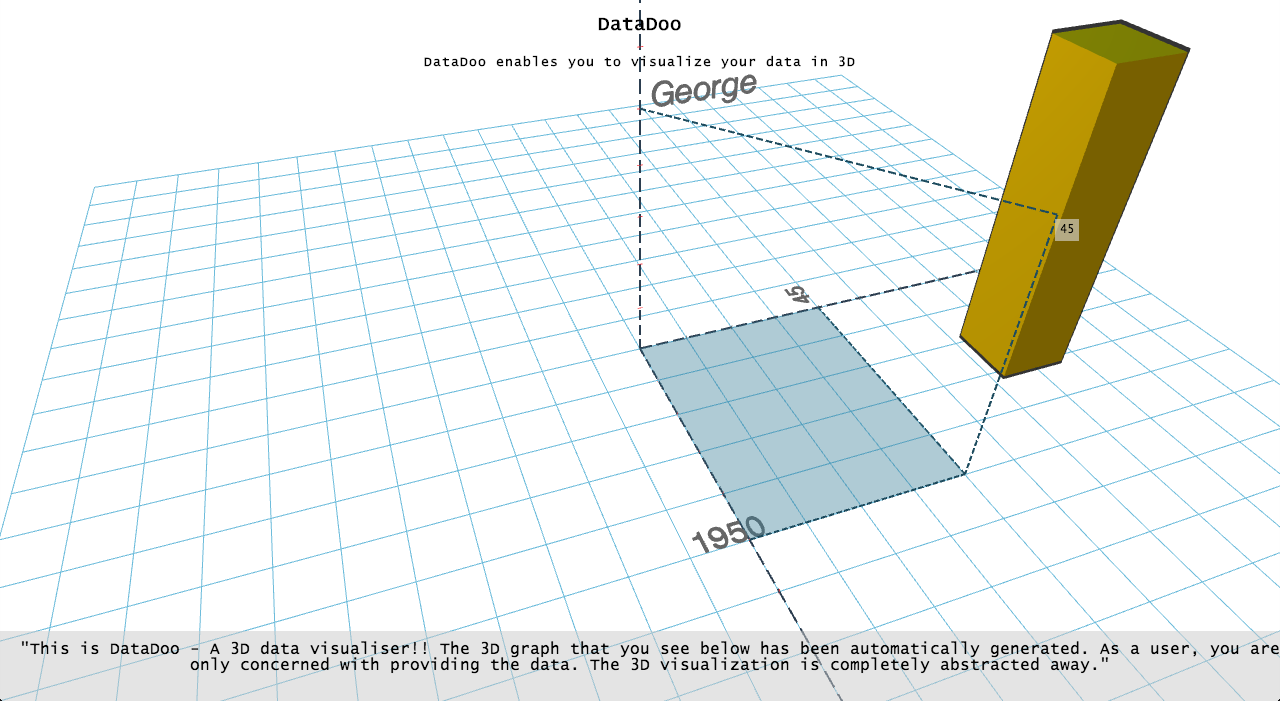 DataDoo
DataDoo enables you to visualize your data in 3D
George
45
45
1950
"This is DataDoo - A 3D data visualiser!! The 3D graph that you see below has been automatically generated. As a user, you are
only concerned with providing the data. The 3D visualization is completely abstracted away."